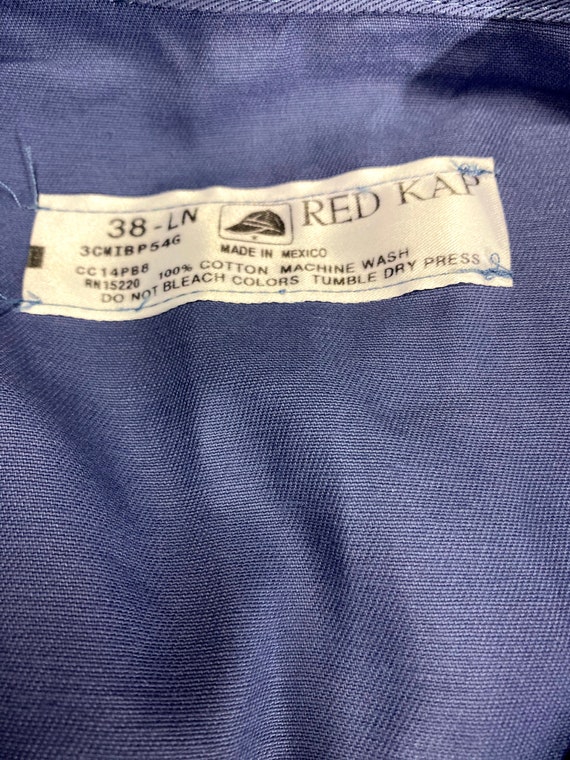 38-LN RED KAP
3CWIBP54G MADE IN MEXICO
CC14PB8 100% COTTON MACHINE WASH
RN15220 DO NOT BLEACH COLORS TUMBLE DRY PRESS